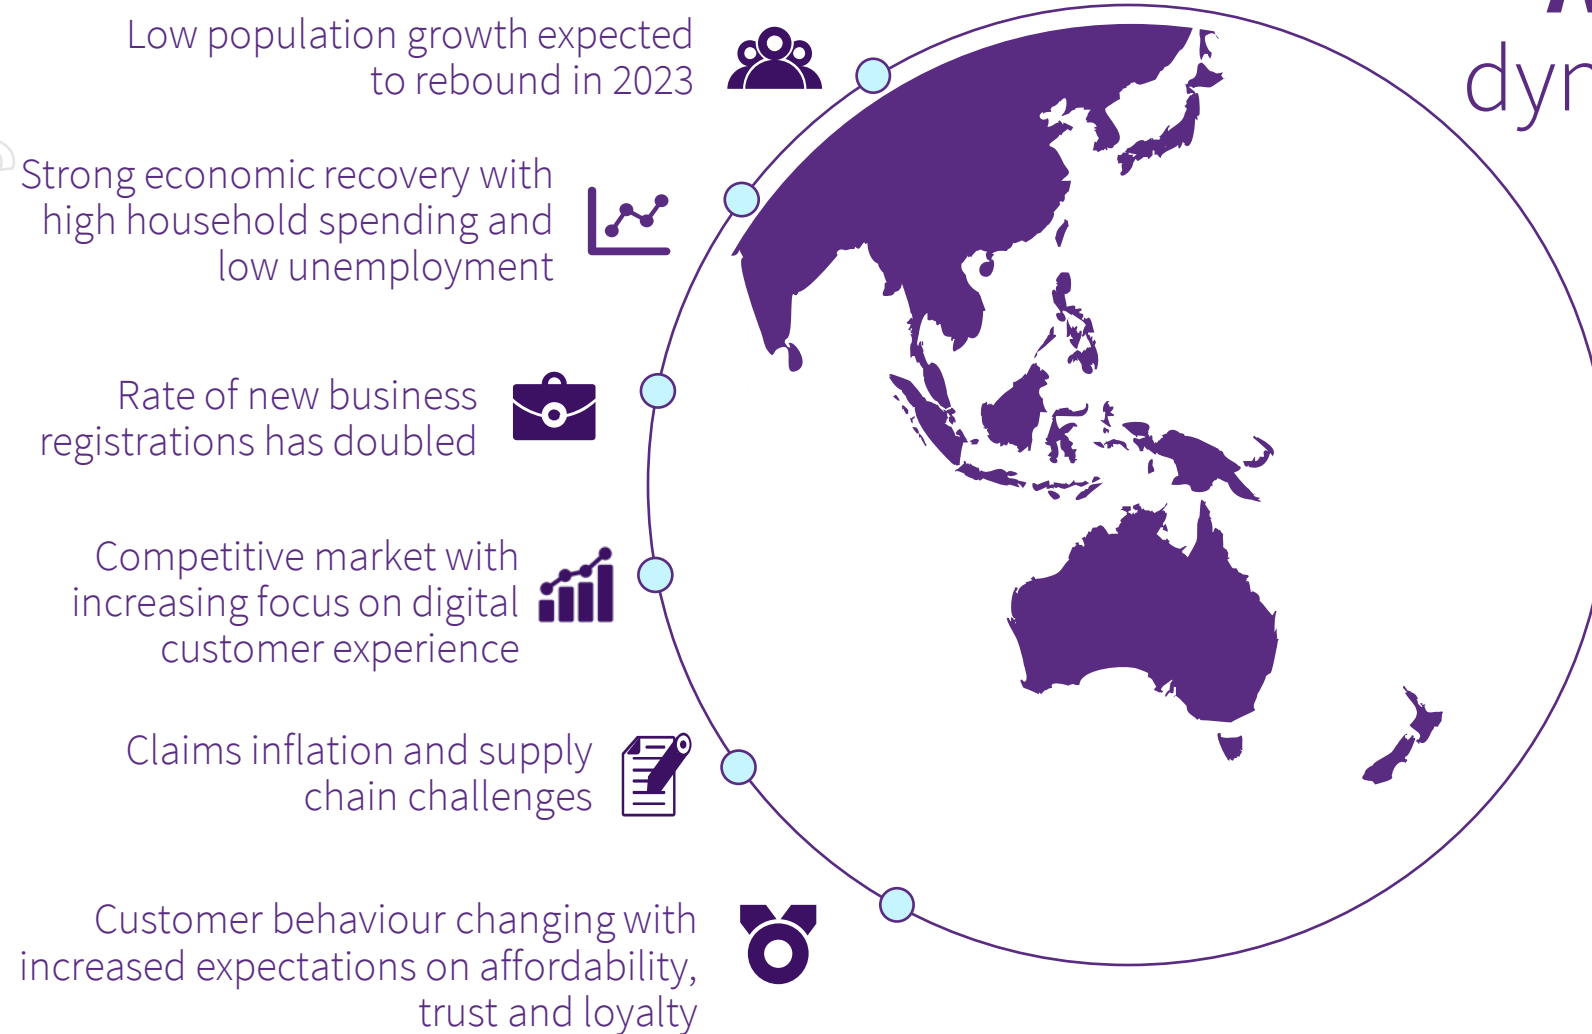 Low population growth expected
to rebound in 2023
Strong economic recovery with
high household spending and
low unemployment
Rate of new business
registrations has doubled
Competitive market with
increasing focus on digital
customer experience
Claims inflation and supply
chain challenges
Customer behaviour changing with
increased expectations on affordability,
trust and loyalty